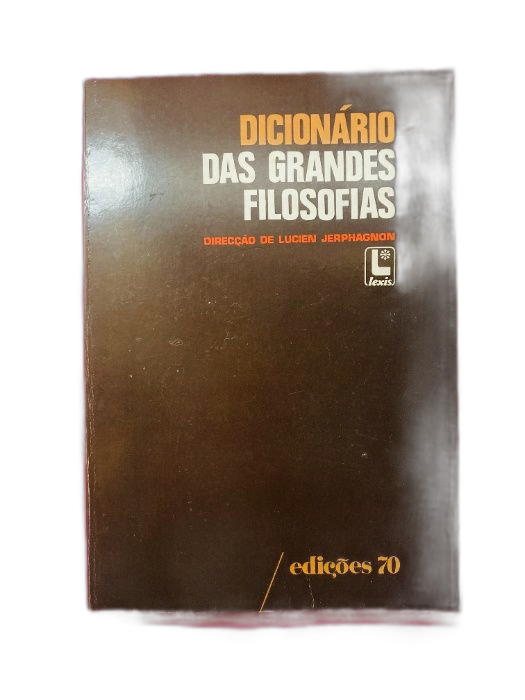 DICIONÁRIO
DAS GRANDES
FILOSOFIAS
DIRECÇÃO DE LUCIEN JERPHAGNON
L*
lexis
edições 70